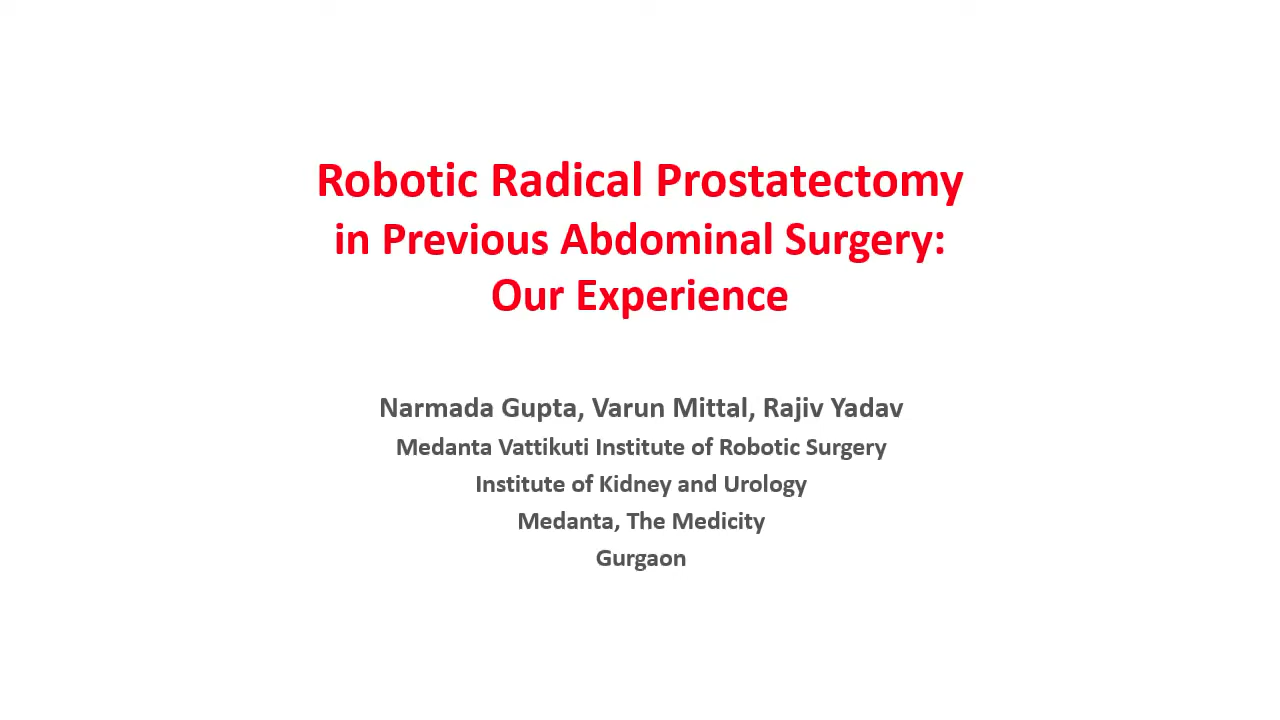 Robotic Radical Prostatectomy
in Previous Abdominal Surgery:
Our Experience
Narmada Gupta, Varun Mittal, Rajiv Yadav
Medanta Vattikuti Institute of Robotic Surgery
Institute of Kidney and Urology
Medanta, The Medicity
Gurgaon